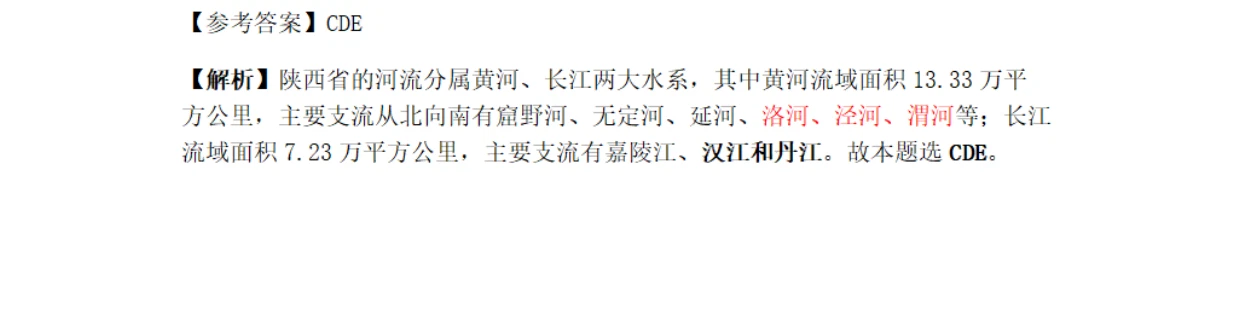 【参考答案】CDE
【解析】陕西省的河流分属黄河、长江两大水系，其中黄河流域面积 13.33 万平
方公里，主要支流从北向南有窟野河、无定河、延河、洛河、泾河、渭河等；长江
流域面积 7.23 万平方公里，主要支流有嘉陵江、汉江和丹江。故本题选 CDE。